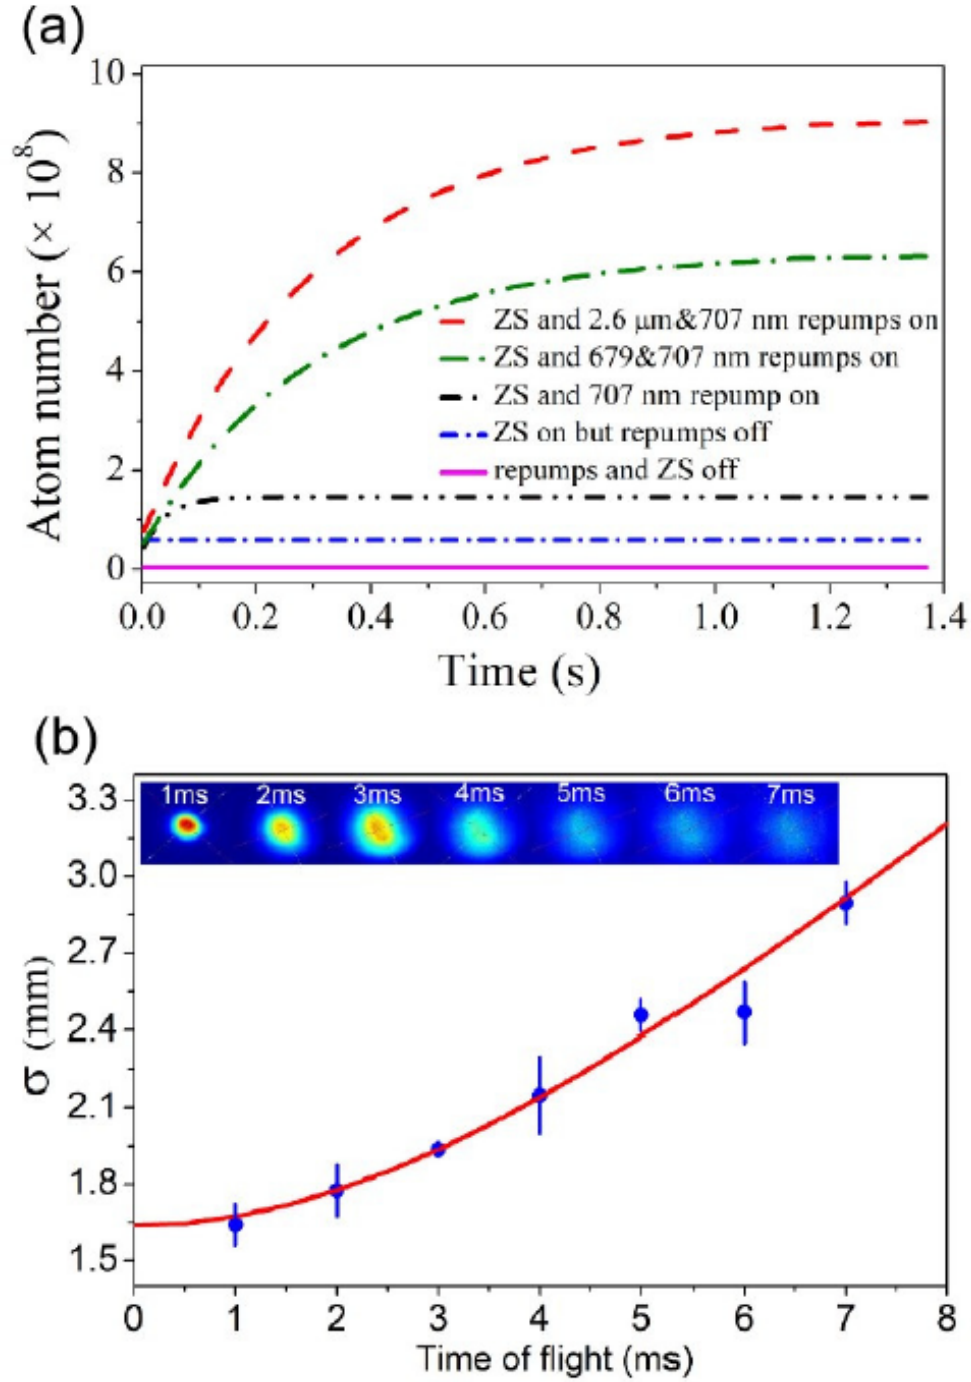 (a)
10
8
6
4
2
0
Atom number (× 10⁸)
ZS and 2.6 μm&707 nm repumps on
ZS and 679&707 nm repumps on
ZS and 707 nm repump on
ZS on but repumps off
repumps and ZS off
0.0 0.2 0.4 0.6 0.8 1.0 1.2 1.4
Time (s)
(b)
1ms 2ms 3ms 4ms 5ms 6ms 7ms
3.3
3.0
2.7
2.4
2.1
1.8
1.5
σ (mm)
0 1 2 3 4 5 6 7 8
Time of flight (ms)